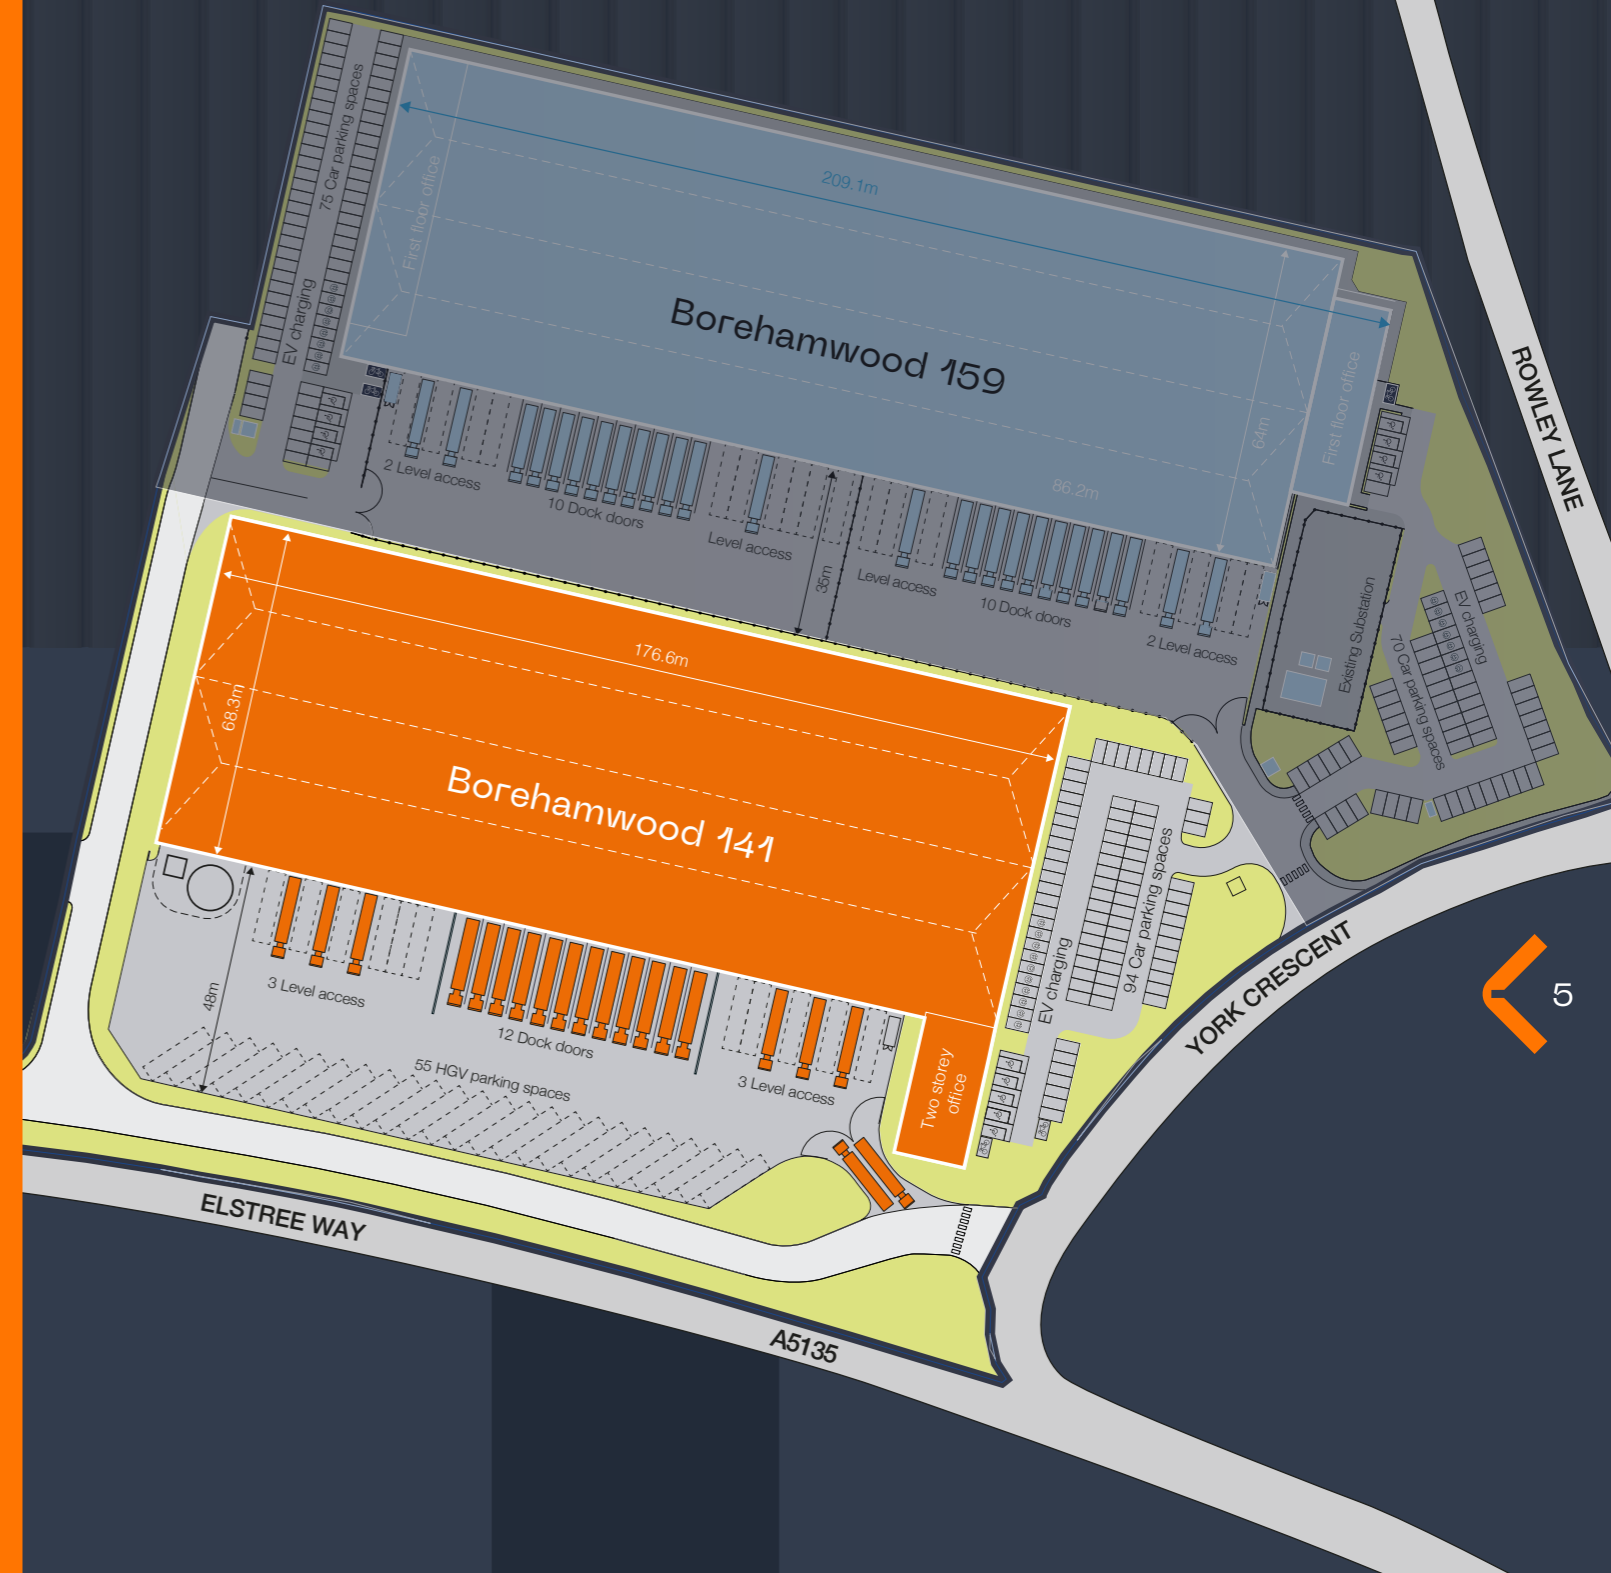 75 Car parking spaces
EV charging
First floor office
209.1m
Borehamwood 159
64m
86.2m
First floor office
ROWLEY LANE
2 Level access
10 Dock doors
Level access
35m
Level access
10 Dock doors
2 Level access
Existing Substation
EV charging
70 Car parking spaces
176.6m
68.3m
Borehamwood 141
94 Car parking spaces
EV charging
YORK CRESCENT
5
48m
3 Level access
12 Dock doors
55 HGV parking spaces
3 Level access
Two storey
office
ELSTREE WAY
A5135